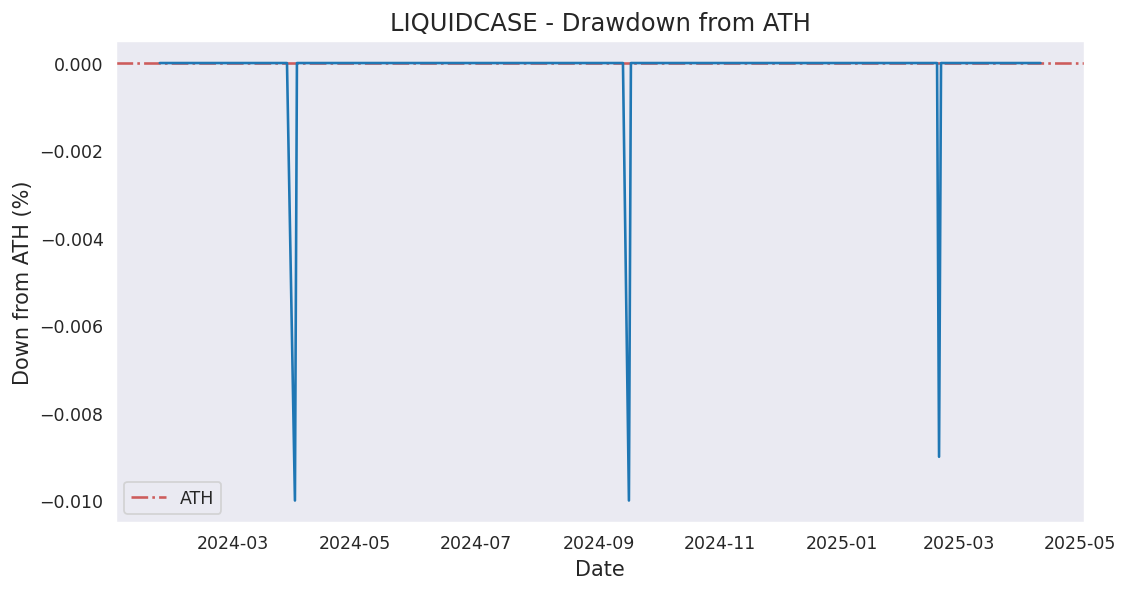 LIQUIDCASE - Drawdown from ATH
Down from ATH (%)
0.000
−0.002
−0.004
−0.006
−0.008
−0.010
ATH
2024-03 2024-05 2024-07 2024-09 2024-11 2025-01 2025-03 2025-05
Date